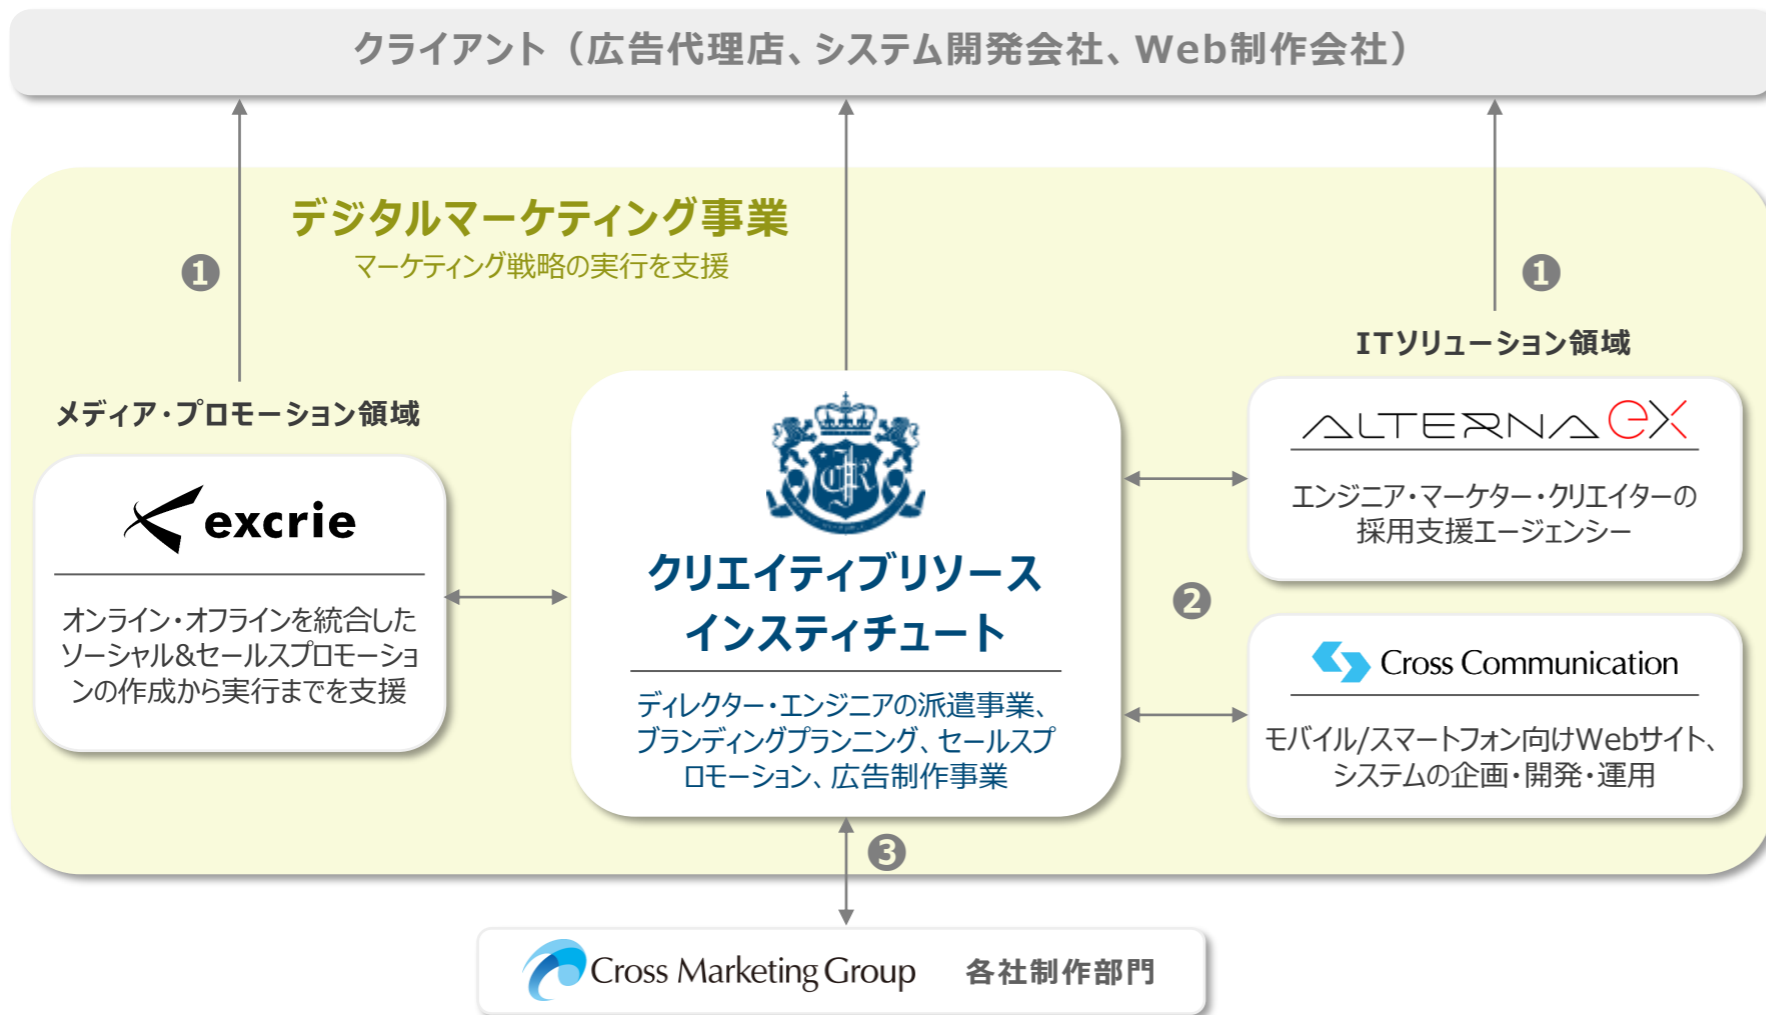 クライアント（広告代理店、システム開発会社、Web制作会社）
デジタルマーケティング事業
マーケティング戦略の実行を支援
❶
❶
メディア・プロモーション領域
excrie
オンライン・オフラインを統合した
ソーシャル&セールスプロモーショ
ンの作成から実行までを支援
クリエイティブリソース
インスティチュート
ディレクター・エンジニアの派遣事業、
ブランディングプランニング、セールスプ
ロモーション、広告制作事業
ITソリューション領域
ALTERNA eX
エンジニア・マーケター・クリエイターの
採用支援エージェンシー
❷
Cross Communication
モバイル/スマートフォン向けWebサイト、
システムの企画・開発・運用
❸
Cross Marketing Group 各社制作部門